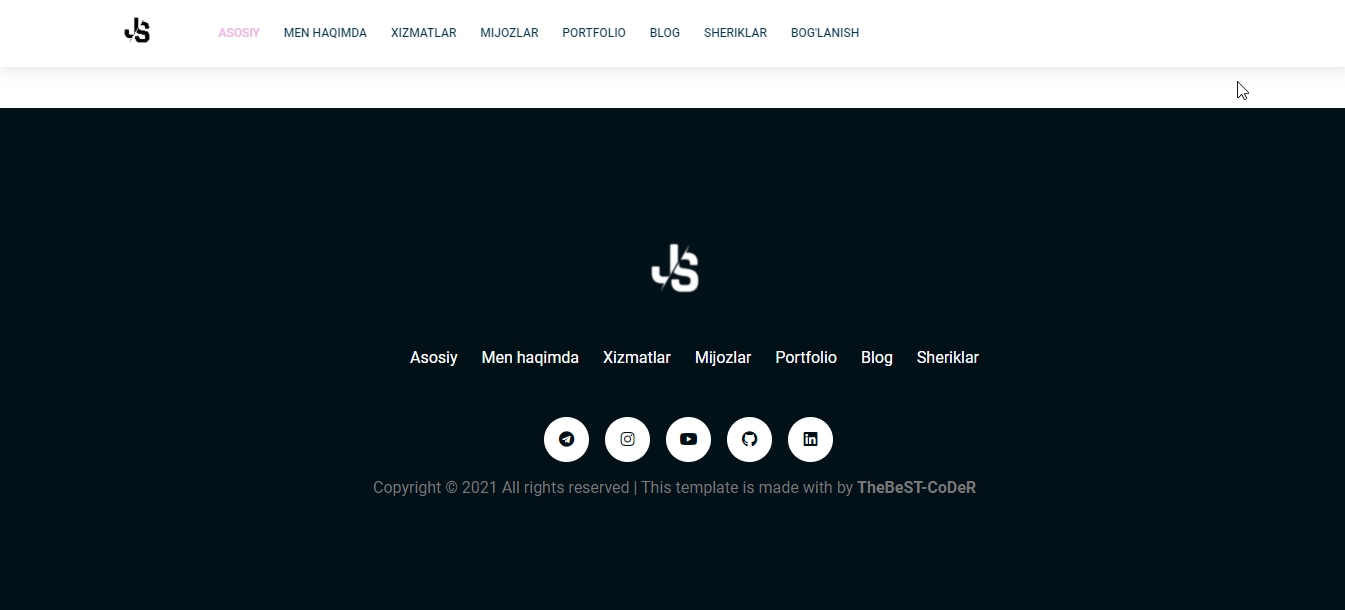 JS ASOSIY MEN HAQIMDA XIZMATLAR MIJOZLAR PORTFOLIO BLOG SHERIKLAR BOG'LANISH
JS
Asosiy Men haqimda Xizmatlar Mijozlar Portfolio Blog Sheriklar
in
Copyright © 2021 All rights reserved | This template is made with by TheBeST-CoDeR